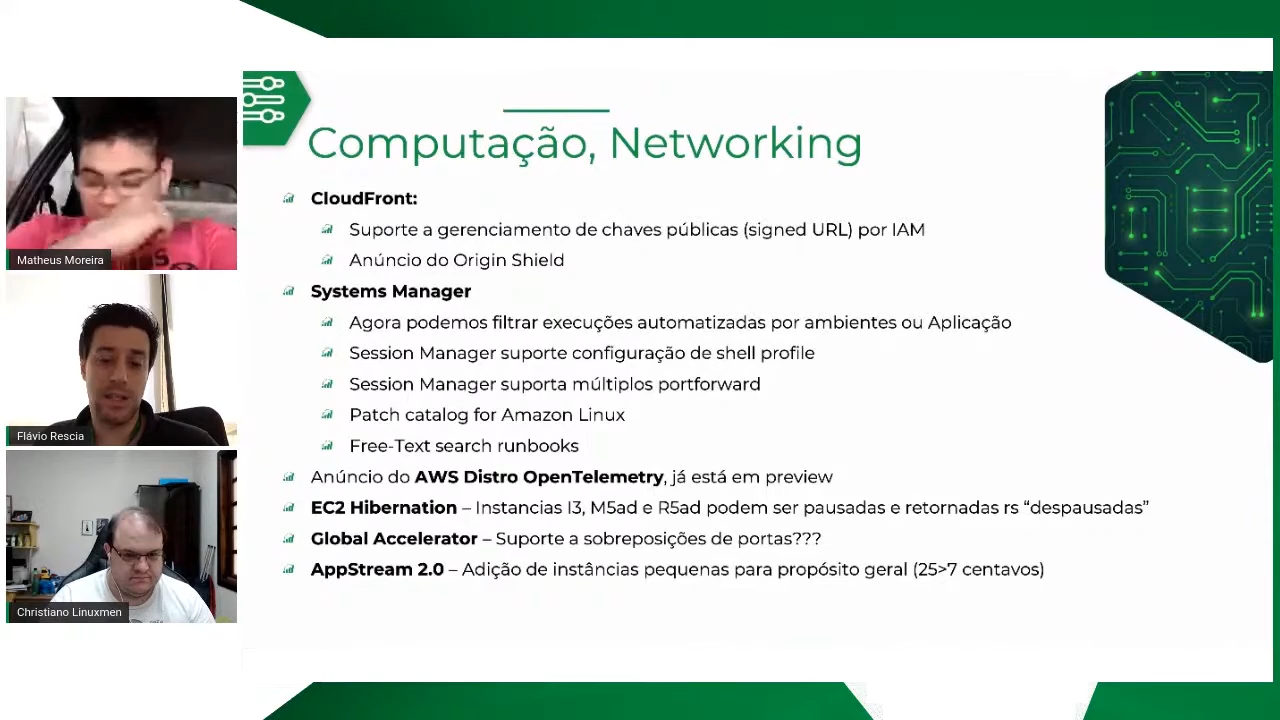 Computação, Networking
CloudFront:
Suporte a gerenciamento de chaves públicas (signed URL) por IAM
Anúncio do Origin Shield
Systems Manager
Agora podemos filtrar execuções automatizadas por ambientes ou Aplicação
Session Manager suporte configuração de shell profile
Session Manager suporta múltiplos portforward
Patch catalog for Amazon Linux
Free-Text search runbooks
Anúncio do AWS Distro OpenTelemetry, já está em preview
EC2 Hibernation – Instancias I3, M5ad e R5ad podem ser pausadas e retornadas rs “despausadas”
Global Accelerator – Suporte a sobreposições de portas???
AppStream 2.0 – Adição de instâncias pequenas para propósito geral (25>7 centavos)
Matheus Moreira
Flávio Rescia
Christiano Linuxmen